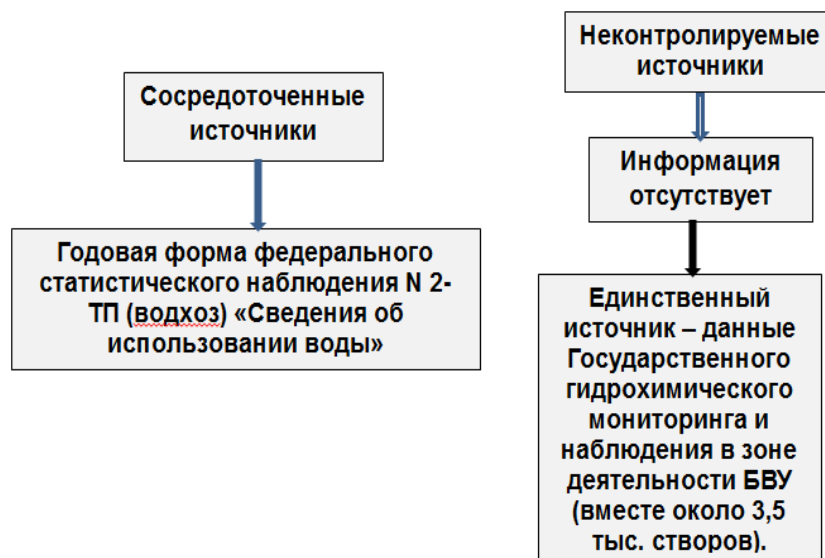 Сосредоточенные
источники
Годовая форма федерального
статистического наблюдения N 2-
ТП (водхоз) «Сведения об
использовании воды»
Неконтролируемые
источники
Информация
отсутствует
Единственный
источник – данные
Государственного
гидрохимического
мониторинга и
наблюдения в зоне
деятельности БВУ
(вместе около 3,5
тыс. створов).